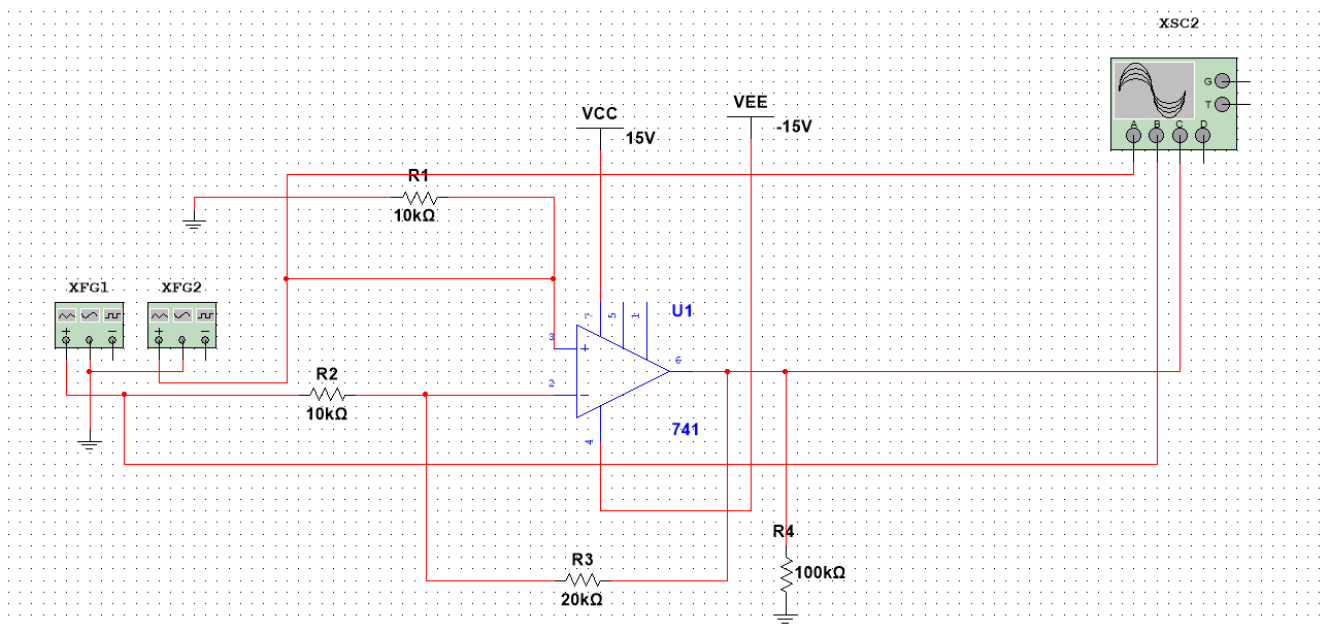 XSC2
G
T
A B C D
VCC
15V
VEE
-15V
R1
10kΩ
XFG1
XFG2
+ −
+ −
U1
7 5 1
3
+
6
2
−
4
741
R2
10kΩ
R3
20kΩ
R4
100kΩ